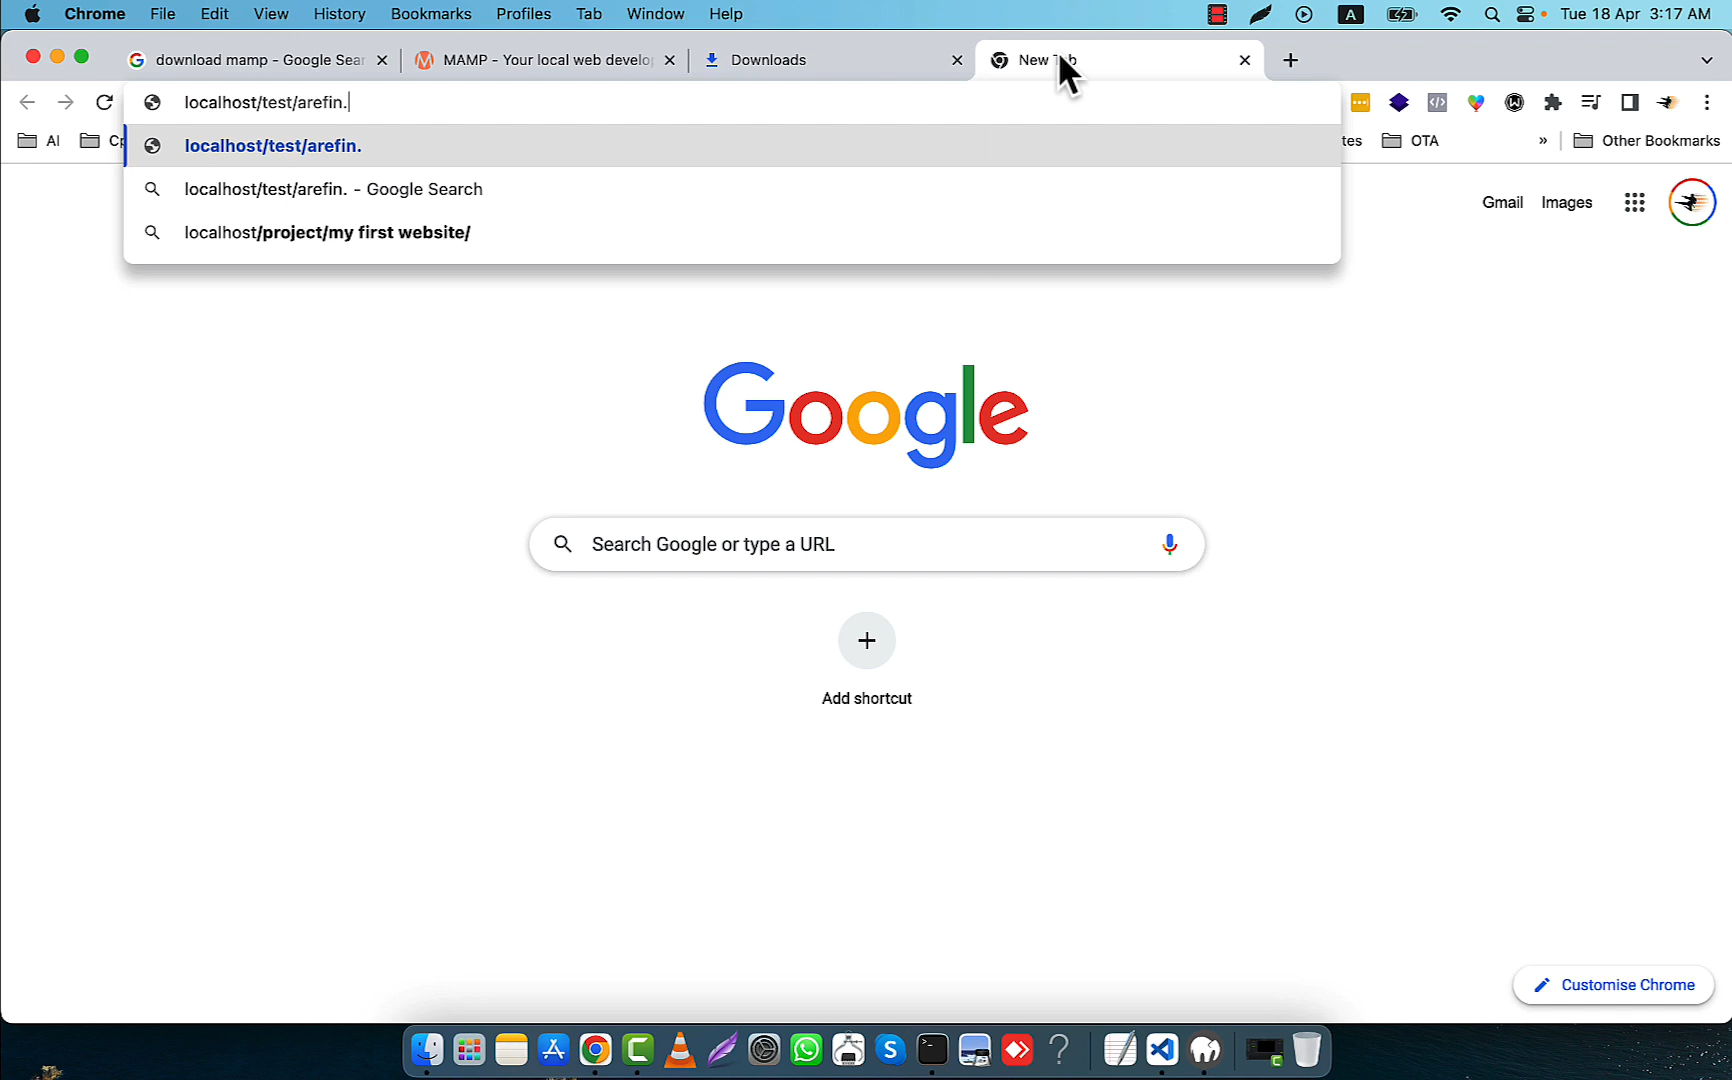 Chrome File Edit View History Bookmarks Profiles Tab Window Help
A
Tue 18 Apr 3:17 AM
download mamp - Google Sear
MAMP - Your local web develop
Downloads
New Tab
localhost/test/arefin.
AI
tes
OTA
»
Other Bookmarks
localhost/test/arefin.
localhost/test/arefin. - Google Search
localhost/project/my first website/
Gmail Images
Google
Search Google or type a URL
Add shortcut
Customise Chrome